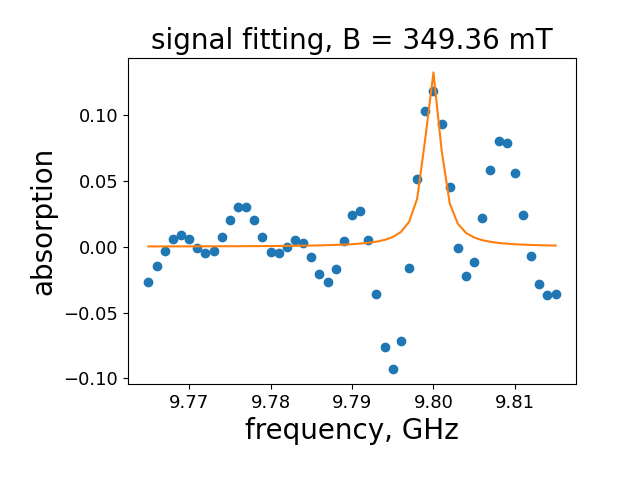 signal fitting, B = 349.36 mT
absorption
0.10
0.05
0.00
−0.05
−0.10
9.77 9.78 9.79 9.80 9.81
frequency, GHz